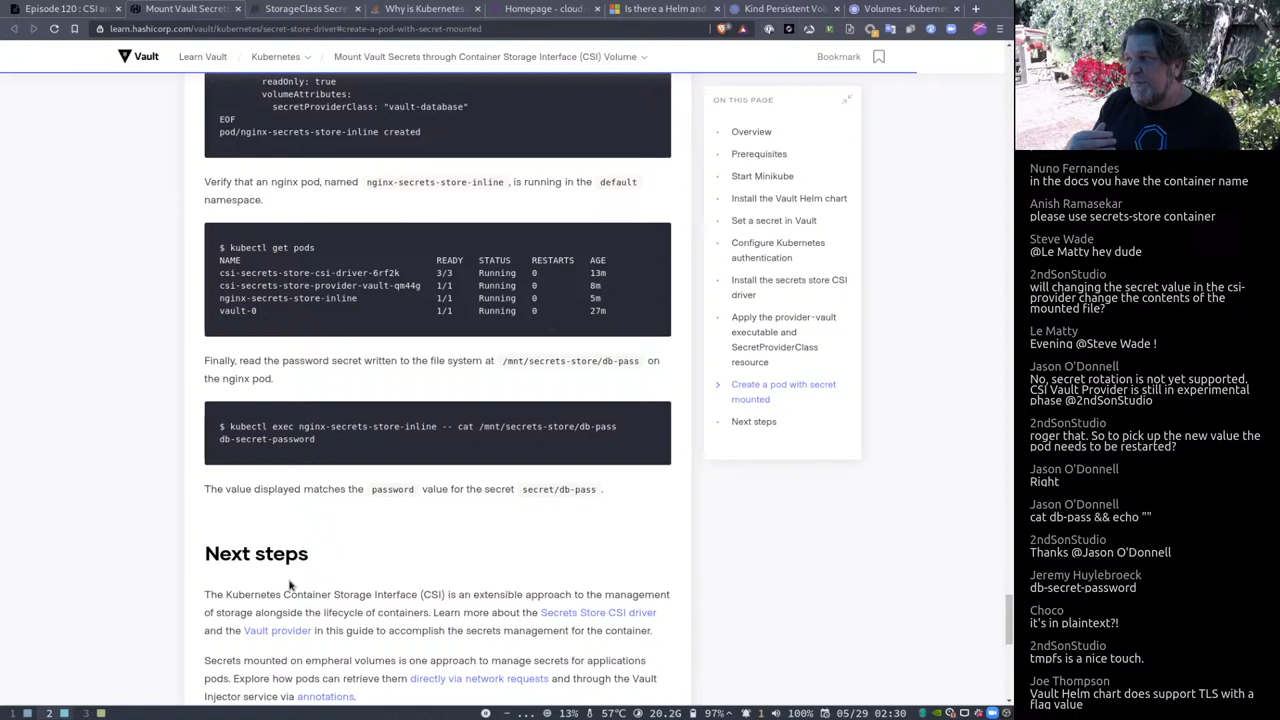 Episode 120 : CSI an
Mount Vault Secret
StorageClass Secre
Why is Kubernetes
Homepage - cloud-
Is there a Helm and
Kind Persistent Volu
Volumes - Kubernet
learn.hashicorp.com/vault/kubernetes/secret-store-driver#create-a-pod-with-secret-mounted
Vault
Learn Vault
Kubernetes
/
Mount Vault Secrets through Container Storage Interface (CSI) Volume
Bookmark
readOnly: true
volumeAttributes:
secretProviderClass: "vault-database"
EOF
pod/nginx-secrets-store-inline created
Verify that an nginx pod, named nginx-secrets-store-inline , is running in the default
namespace.
$ kubectl get pods
NAME READY STATUS RESTARTS AGE
csi-secrets-store-csi-driver-6rf2k 3/3 Running 0 13m
csi-secrets-store-provider-vault-qm44g 1/1 Running 0 8m
nginx-secrets-store-inline 1/1 Running 0 5m
vault-0 1/1 Running 0 27m
Finally, read the password secret written to the file system at /mnt/secrets-store/db-pass on
the nginx pod.
$ kubectl exec nginx-secrets-store-inline -- cat /mnt/secrets-store/db-pass
db-secret-password
The value displayed matches the password value for the secret secret/db-pass .
Next steps
The Kubernetes Container Storage Interface (CSI) is an extensible approach to the management
of storage alongside the lifecycle of containers. Learn more about the Secrets Store CSI driver
and the Vault provider in this guide to accomplish the secrets management for the container.
Secrets mounted on empheral volumes is one approach to manage secrets for applications
pods. Explore how pods can retrieve them directly via network requests and through the Vault
Injector service via annotations.
ON THIS PAGE
Overview
Prerequisites
Start Minikube
Install the Vault Helm chart
Set a secret in Vault
Configure Kubernetes
authentication
Install the secrets store CSI
driver
Apply the provider-vault
executable and
SecretProviderClass
resource
Create a pod with secret
mounted
Next steps
Nuno Fernandes
in the docs you have the container name
Anish Ramasekar
please use secrets-store container
Steve Wade
@Le Matty hey dude
2ndSonStudio
will changing the secret value in the csi-
provider change the contents of the
mounted file?
Le Matty
Evening @Steve Wade !
Jason O'Donnell
No, secret rotation is not yet supported.
CSI Vault Provider is still in experimental
phase @2ndSonStudio
2ndSonStudio
roger that. So to pick up the new value the
pod needs to be restarted?
Jason O'Donnell
Right
Jason O'Donnell
cat db-pass && echo ""
2ndSonStudio
Thanks @Jason O'Donnell
Jeremy Huylebroeck
db-secret-password
Choco
it's in plaintext?!
2ndSonStudio
tmpfs is a nice touch.
Joe Thompson
Vault Helm chart does support TLS with a
flag value
1 2 3 – ... 13% 57°C 20.2G 97% 1 100% 05/29 02:30